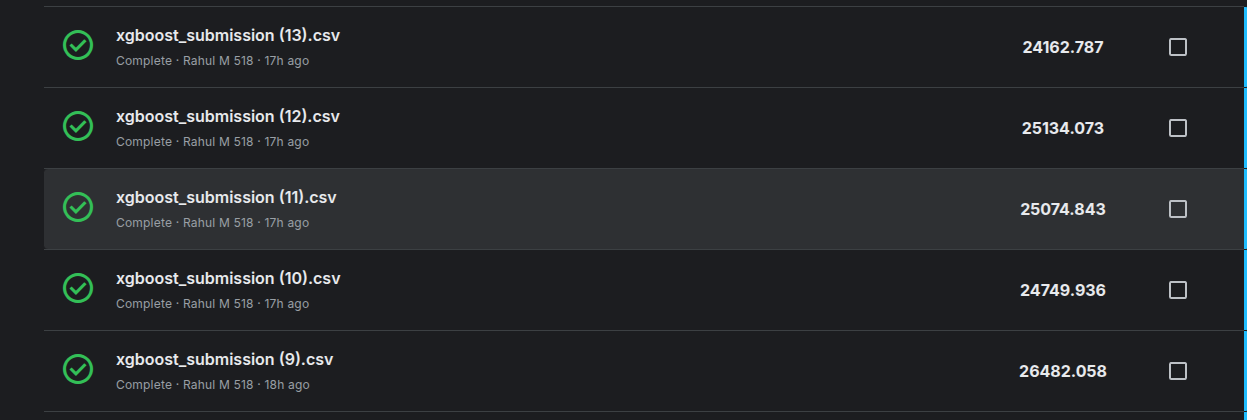 xgboost_submission (13).csv
24162.787
Complete · Rahul M 518 · 17h ago
xgboost_submission (12).csv
25134.073
Complete · Rahul M 518 · 17h ago
xgboost_submission (11).csv
25074.843
Complete · Rahul M 518 · 17h ago
xgboost_submission (10).csv
24749.936
Complete · Rahul M 518 · 17h ago
xgboost_submission (9).csv
26482.058
Complete · Rahul M 518 · 18h ago